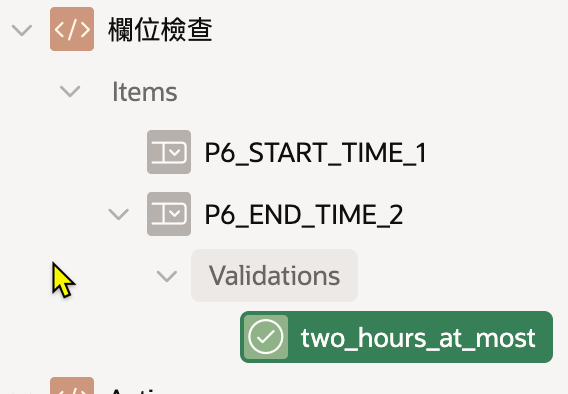 欄位檢查
Items
P6_START_TIME_1
P6_END_TIME_2
Validations
two_hours_at_most